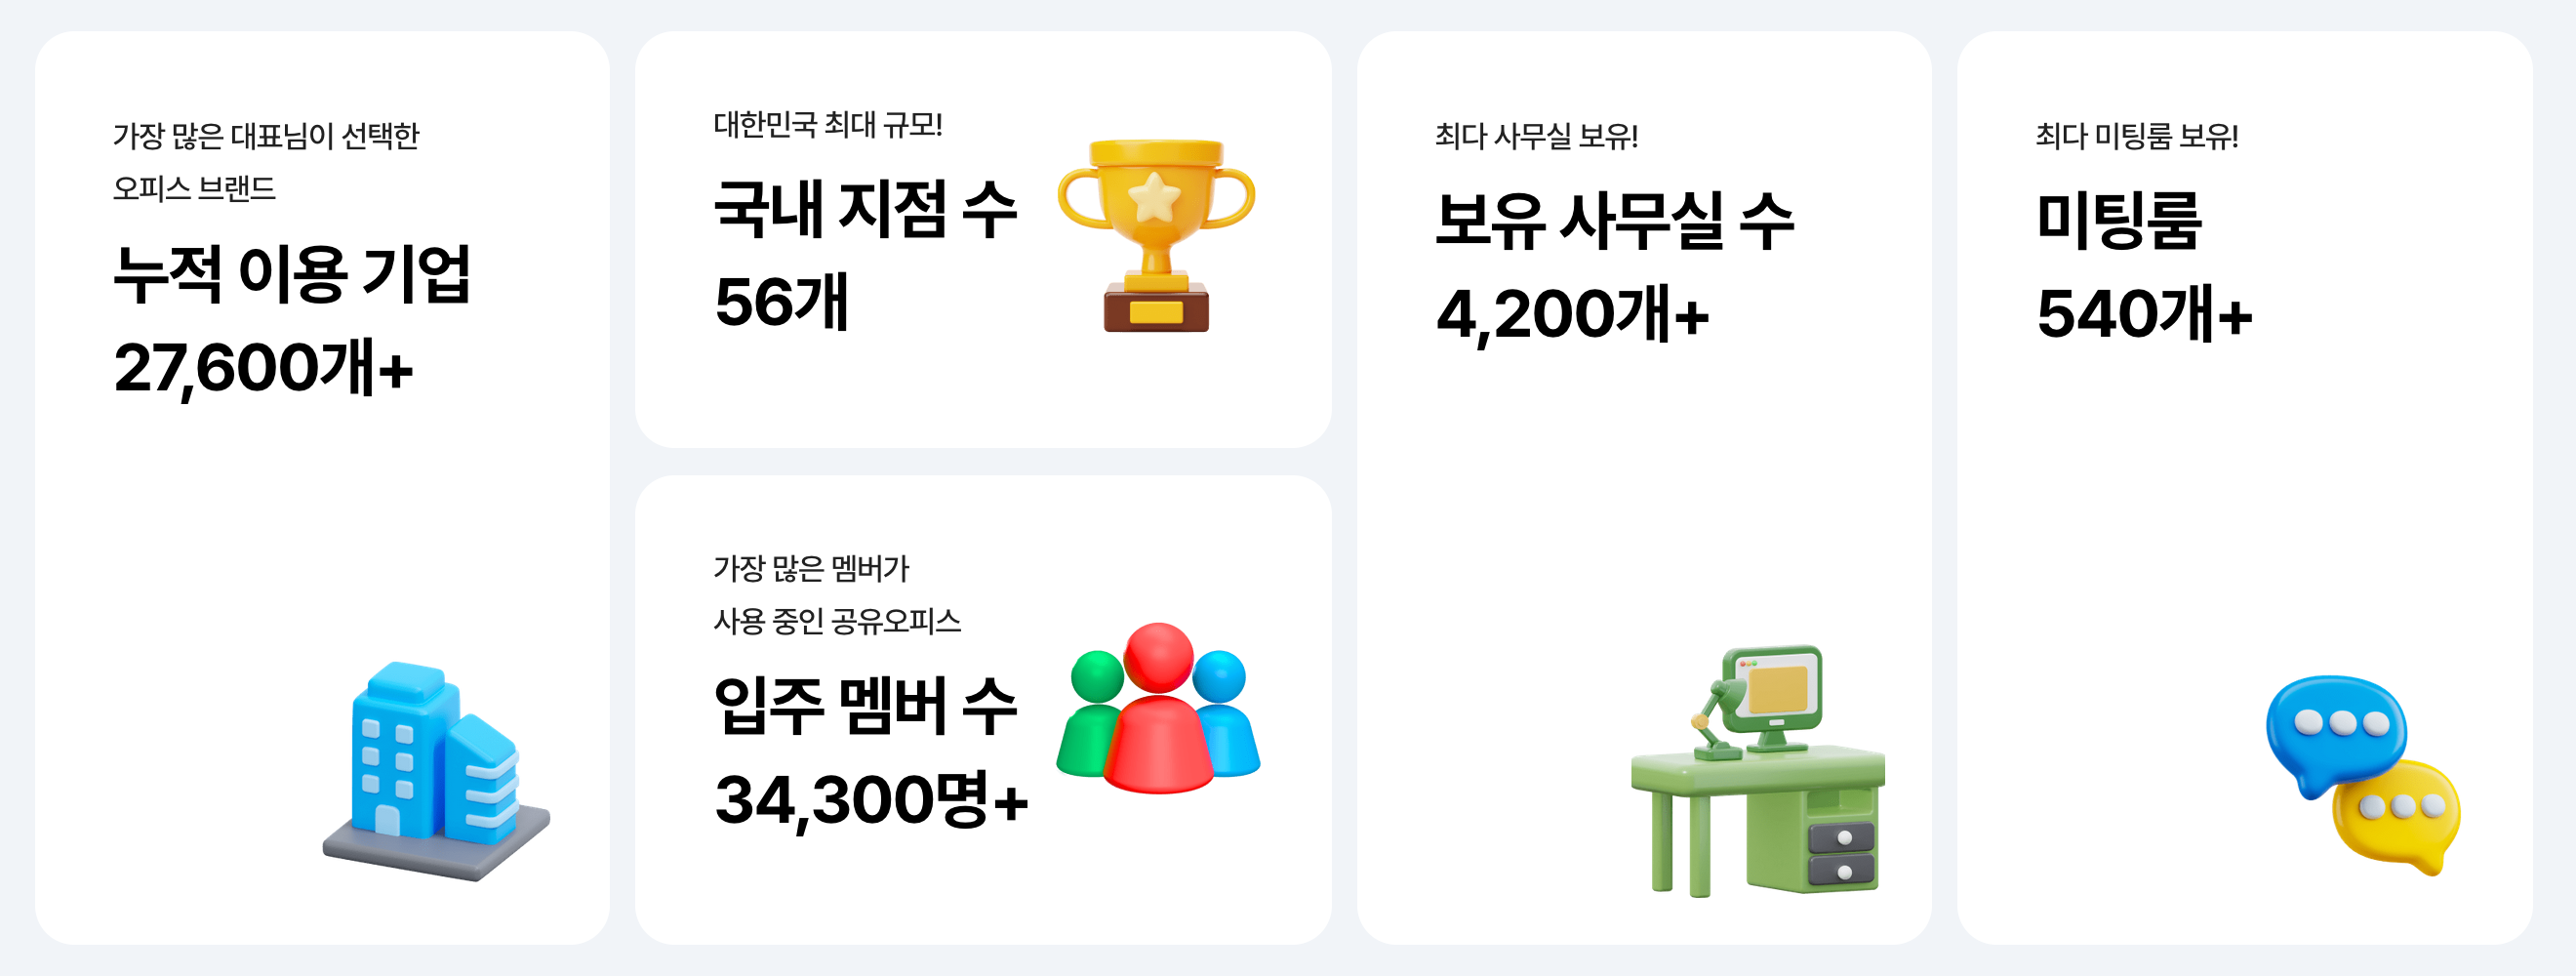 가장 많은 대표님이 선택한
오피스 브랜드
누적 이용 기업
27,600개+
대한민국 최대 규모!
국내 지점 수
56개
가장 많은 멤버가
사용 중인 공유오피스
입주 멤버 수
34,300명+
최다 사무실 보유!
보유 사무실 수
4,200개+
최다 미팅룸 보유!
미팅룸
540개+